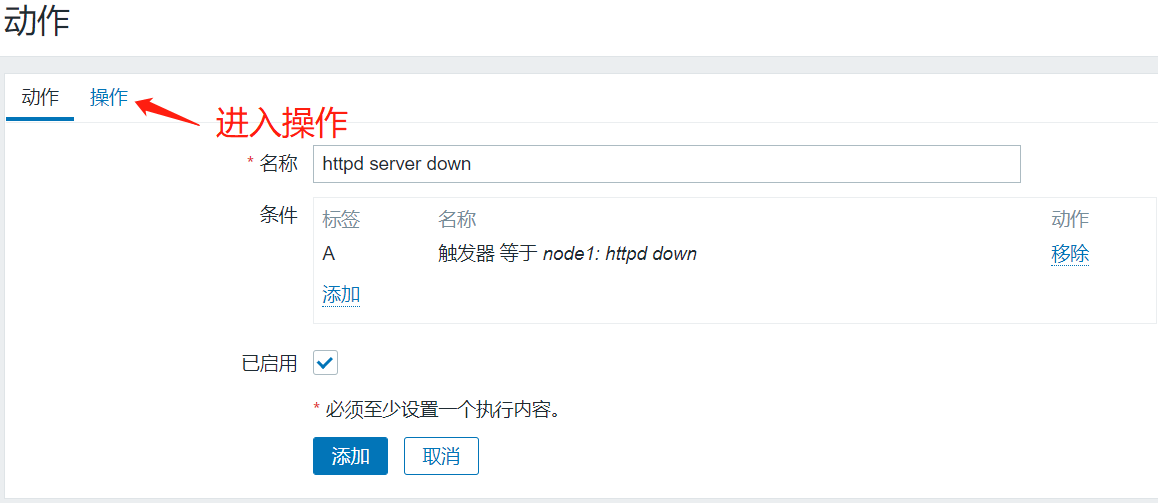 动作
动作 操作
进入操作
* 名称 httpd server down
条件 标签 名称 动作
A 触发器 等于 node1: httpd down 移除
添加
已启用
* 必须至少设置一个执行内容。
添加 取消